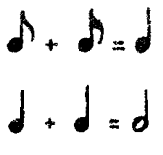 ♪ + ♪ = ♩
♩ + ♩ = 𝅗𝅥